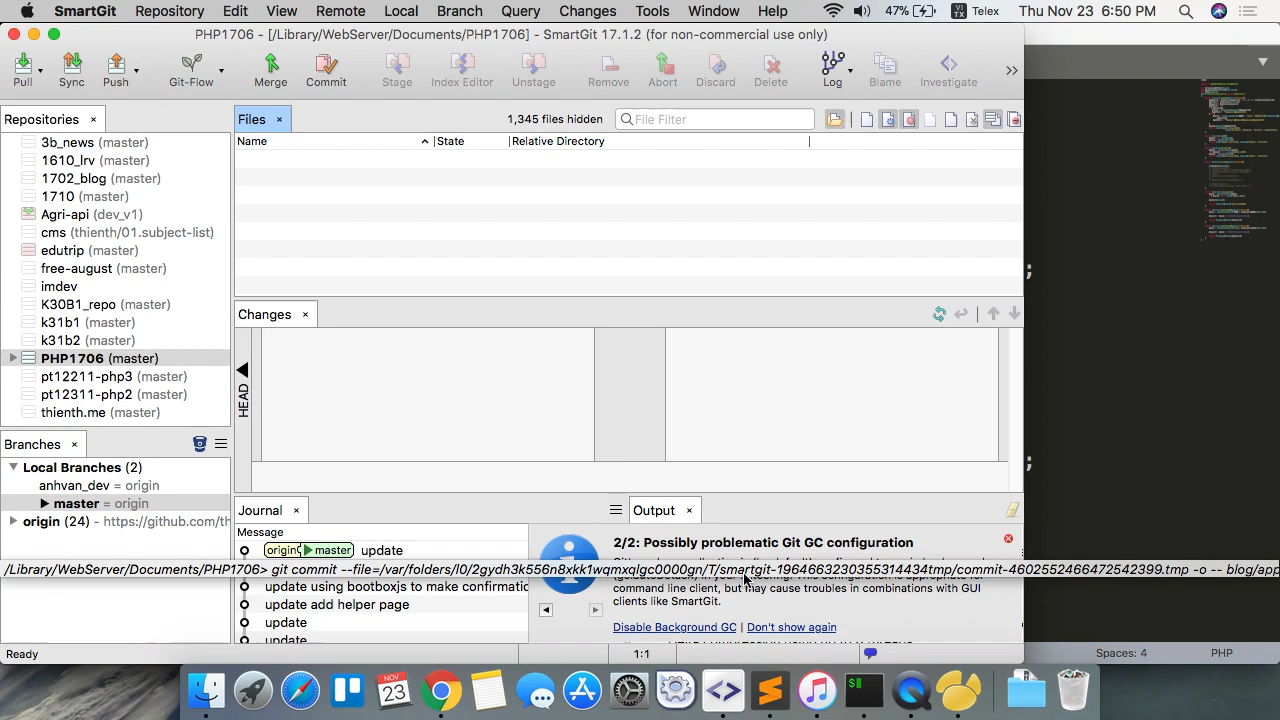 SmartGit Repository Edit View Remote Local Branch Query Changes Tools Window Help 47% VI TX Telex Thu Nov 23 6:50 PM
PHP1706 - [/Library/WebServer/Documents/PHP1706] - SmartGit 17.1.2 (for non-commercial use only)
Pull Sync Push Git-Flow Merge Commit Stage Index Editor Unstage Remove Abort Discard Delete Log Blame Investigate
Repositories
3b_news (master)
1610_lrv (master)
1702_blog (master)
1710 (master)
Agri-api (dev_v1)
cms (thienth/01.subject-list)
edutrip (master)
free-august (master)
imdev
K30B1_repo (master)
k31b1 (master)
k31b2 (master)
PHP1706 (master)
pt12211-php3 (master)
pt12311-php2 (master)
thienth.me (master)
Files
File Filter
Name State Relative Directory
Changes
HEAD
Branches
Local Branches (2)
anhvan_dev = origin
master = origin
origin (24) - https://github.com/th
Journal
Message
origin master update
update using bootboxjs to make confirmatic
update add helper page
update
update
Output
2/2: Possibly problematic Git GC configuration
/Library/WebServer/Documents/PHP1706> git commit --file=/var/folders/l0/2gydh3k556n8xkk1wqmxqlgc0000gn/T/smartgit-1964663230355314434tmp/commit-4602552466472542399.tmp -o -- blog/app
command line client, but may cause troubles in combinations with GUI
clients like SmartGit.
Disable Background GC | Don't show again
Ready
1:1
;
;
Spaces: 4 PHP
NOV
23